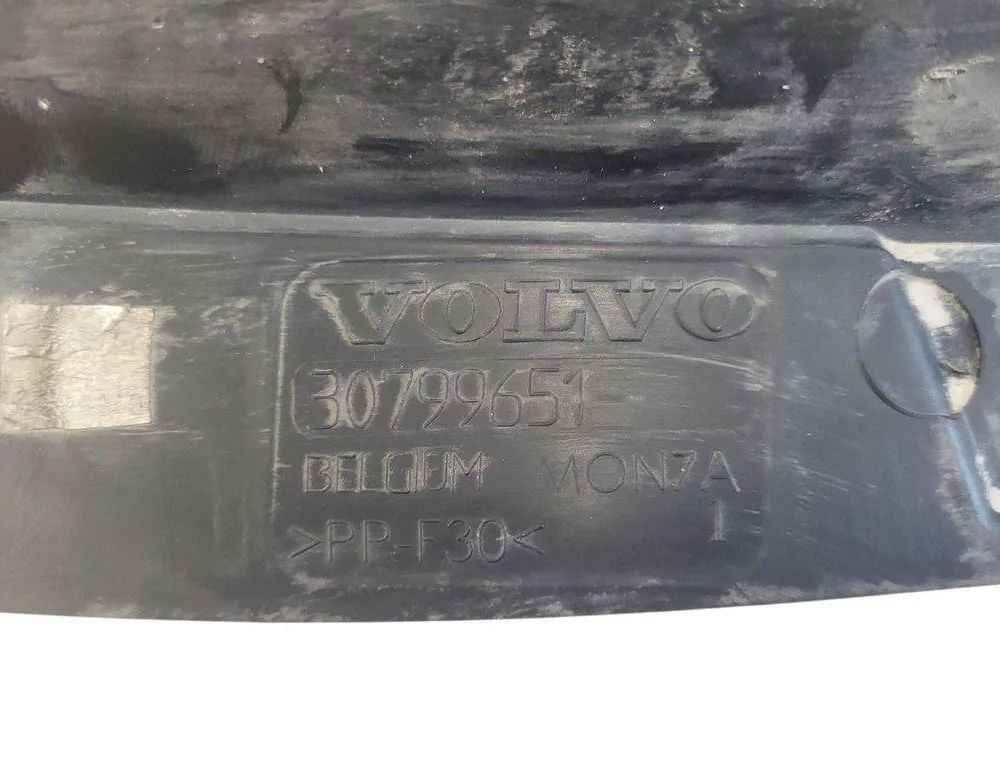 VOLVO
30799651
BELGIUM MONZA
>PP-F30< 1